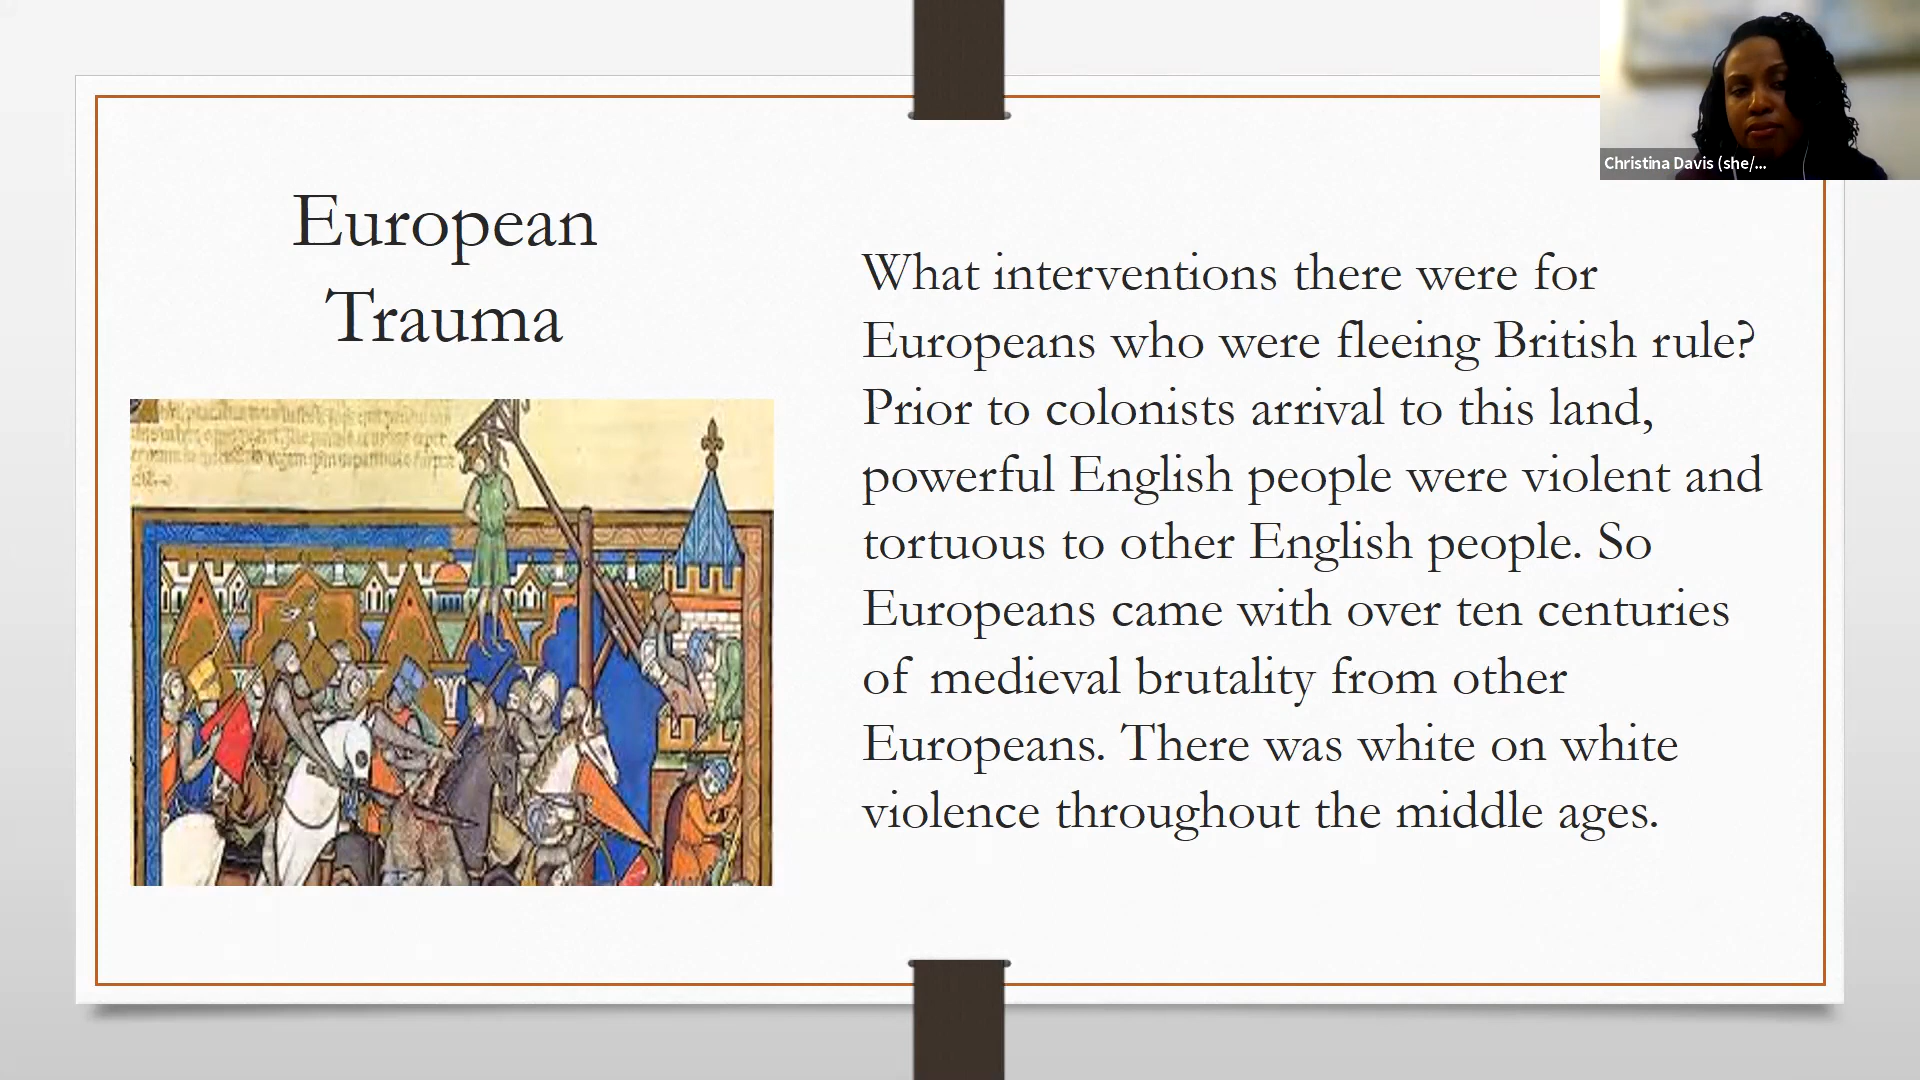 Christina Davis (she/...
European
Trauma
What interventions there were for
Europeans who were fleeing British rule?
Prior to colonists arrival to this land,
powerful English people were violent and
tortuous to other English people. So
Europeans came with over ten centuries
of medieval brutality from other
Europeans. There was white on white
violence throughout the middle ages.